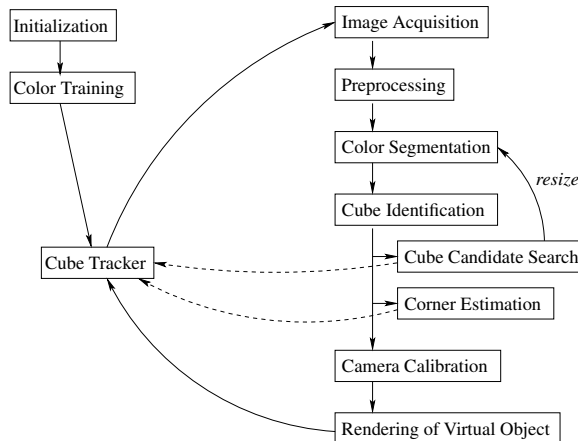 Initialization
Color Training
Cube Tracker
Image Acquisition
Preprocessing
Color Segmentation
resize
Cube Identification
Cube Candidate Search
Corner Estimation
Camera Calibration
Rendering of Virtual Object